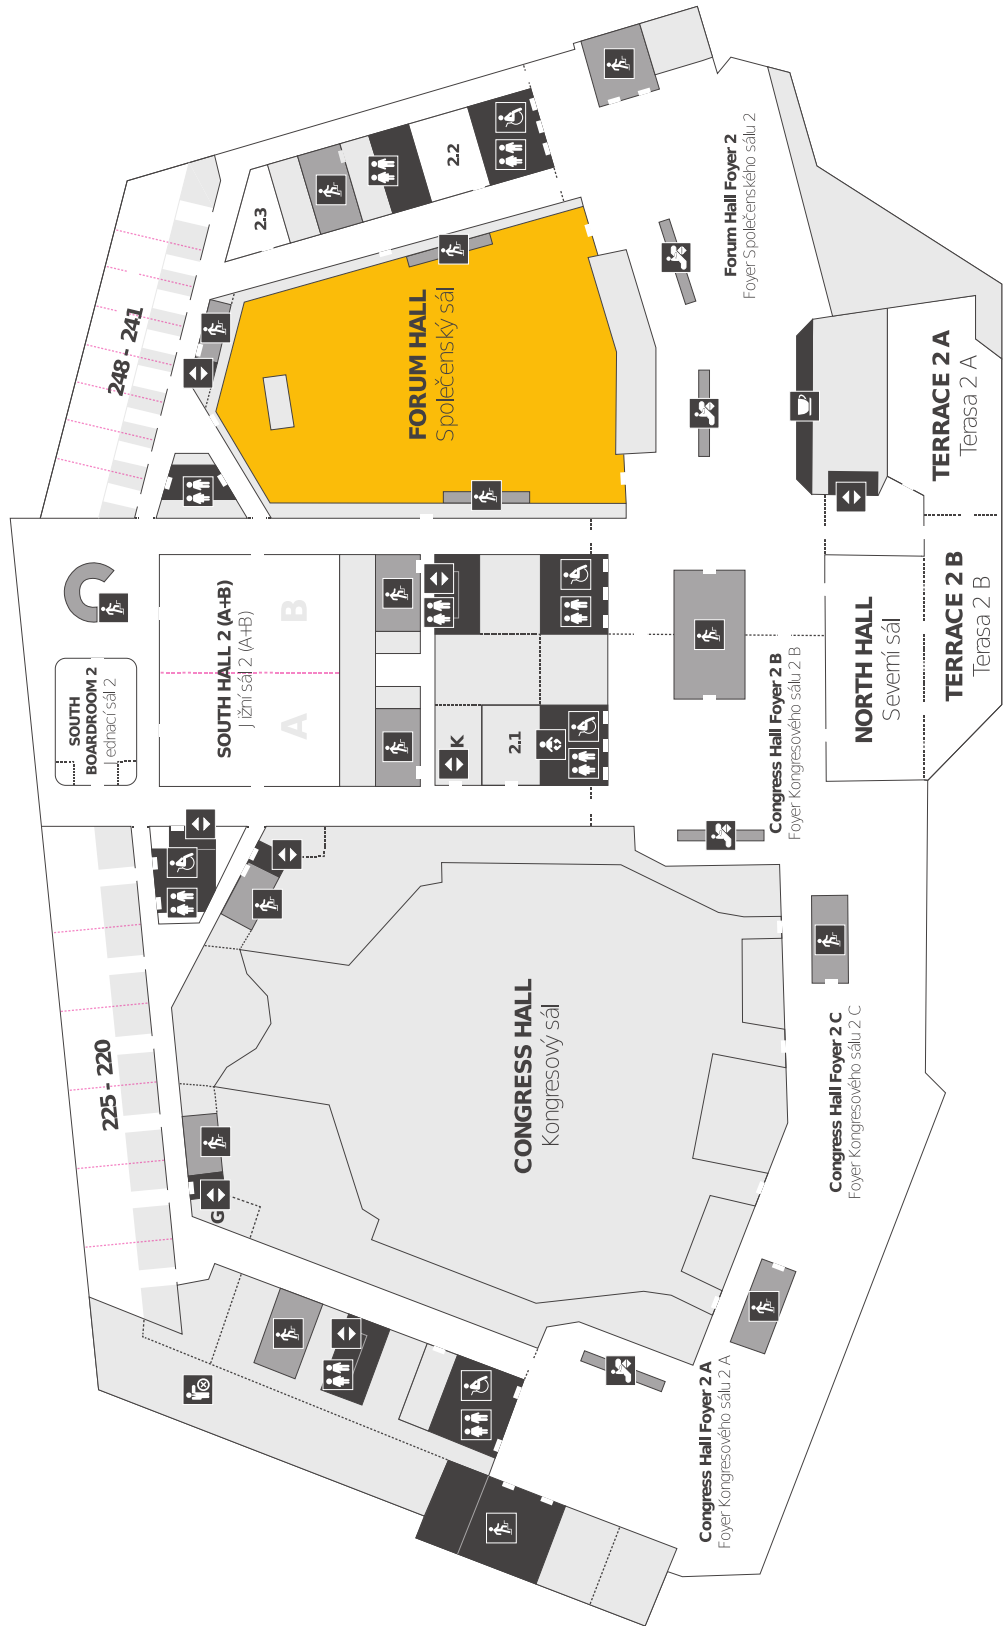 2.3
2.2
Forum Hall Foyer 2
Foyer Společenského sálu 2
248 - 241
FORUM HALL
Společenský sál
TERRACE 2 A
Terasa 2 A
SOUTH
BOARDROOM 2
Jednací sál 2
SOUTH HALL 2 (A+B)
Jižní sál 2 (A+B)
A
B
K
2.1
NORTH HALL
Severní sál
TERRACE 2 B
Terasa 2 B
Congress Hall Foyer 2 B
Foyer Kongresového sálu 2 B
225 - 220
CONGRESS HALL
Kongresový sál
Congress Hall Foyer 2 C
Foyer Kongresového sálu 2 C
G
Congress Hall Foyer 2 A
Foyer Kongresového sálu 2 A